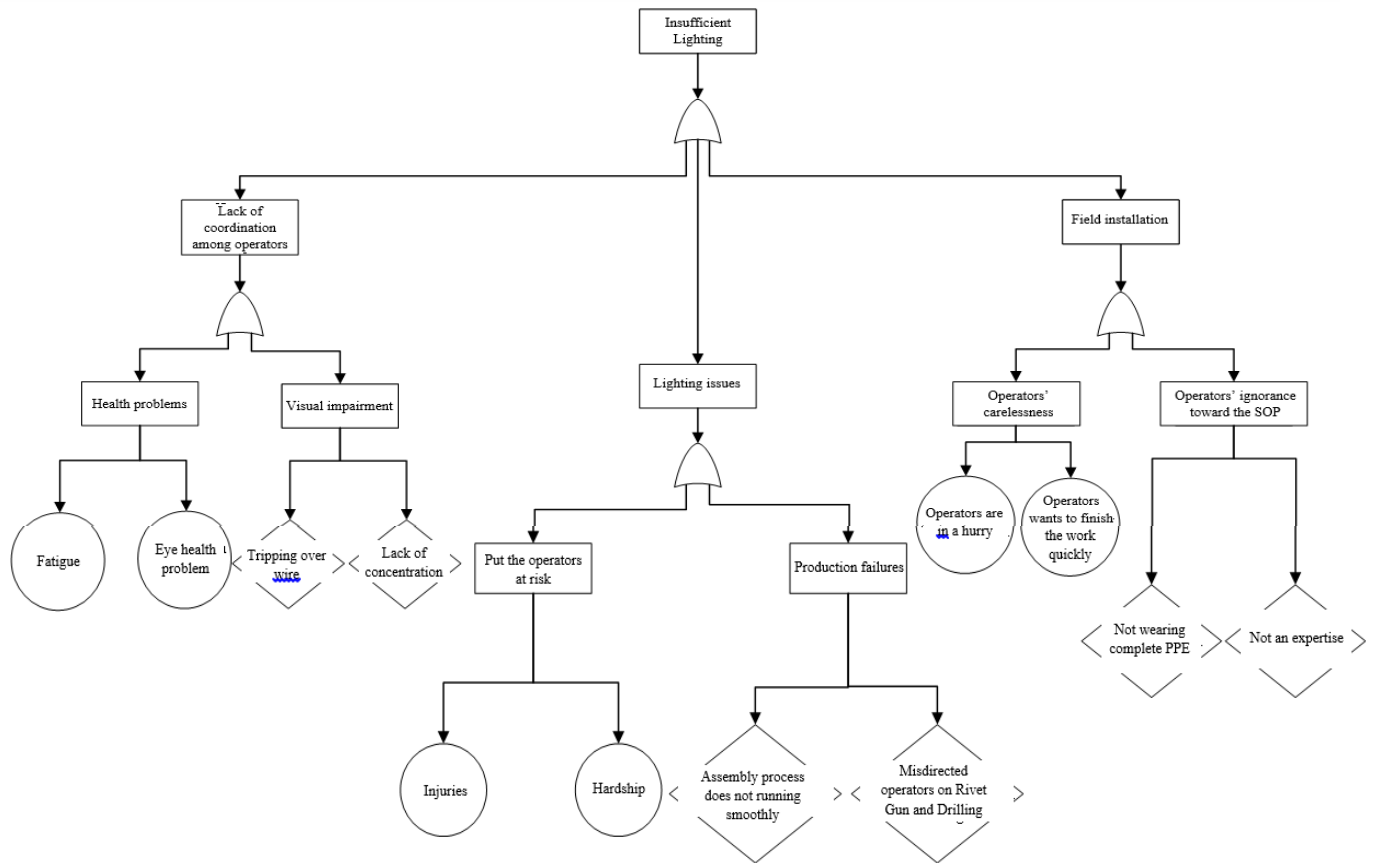 Insufficient
Lighting
Lack of
coordination
among operators
Field installation
Lighting issues
Health problems
Visual impairment
Operators’
carelessness
Operators’ ignorance
toward the SOP
Fatigue
Eye health
problem
Tripping over
wire
Lack of
concentration
Put the operators
at risk
Production failures
Operators are
in a hurry
Operators
wants to finish
the work
quickly
Not wearing
complete PPE
Not an expertise
Injuries
Hardship
Assembly process
does not running
smoothly
Misdirected
operators on Rivet
Gun and Drilling